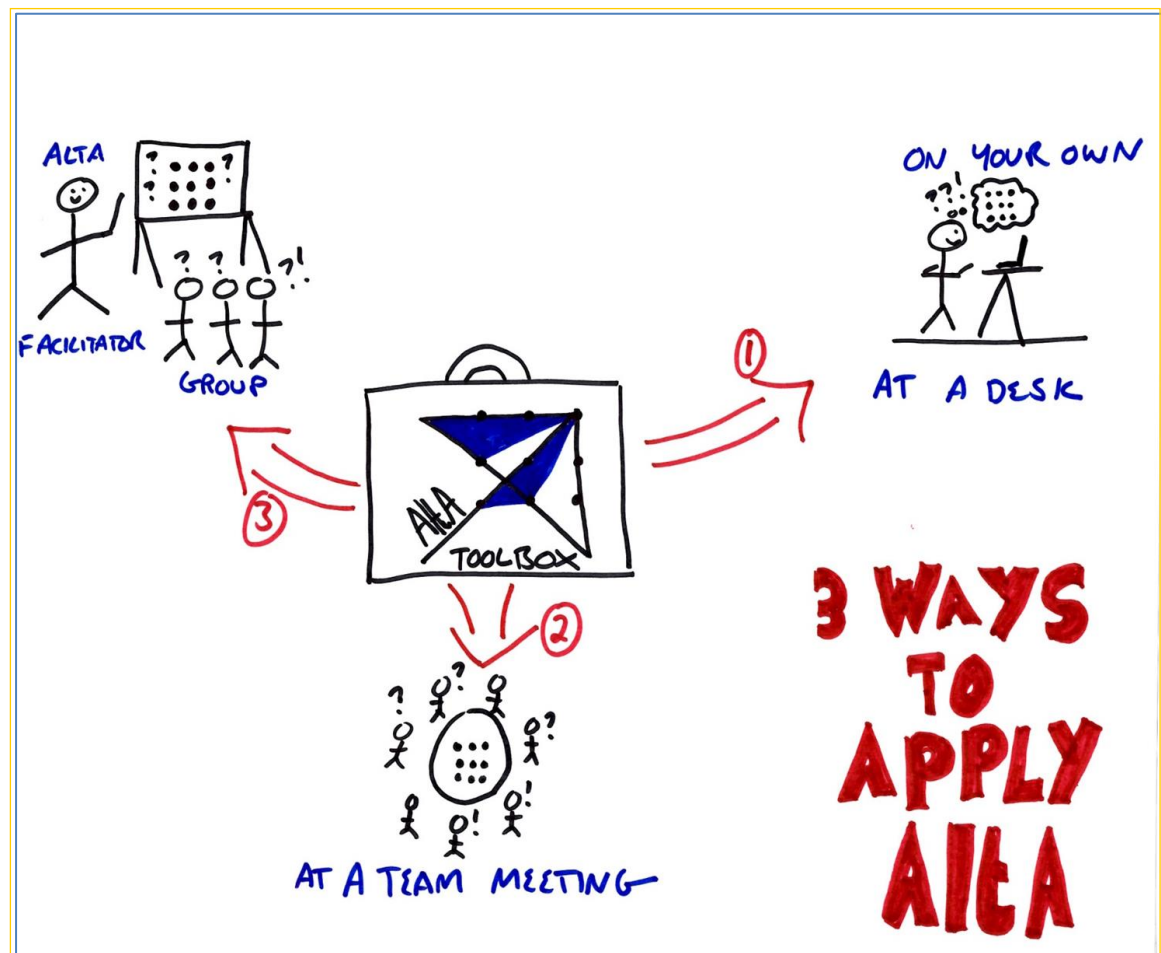 ALTA
FACILITATOR
? ? ? ?
? ? ?!
GROUP
3
ON YOUR OWN
??!
AT A DESK
1
AltA
TOOLBOX
2
? ?
?
! ! 
AT A TEAM MEETING
3 WAYS
TO
APPLY
AltA